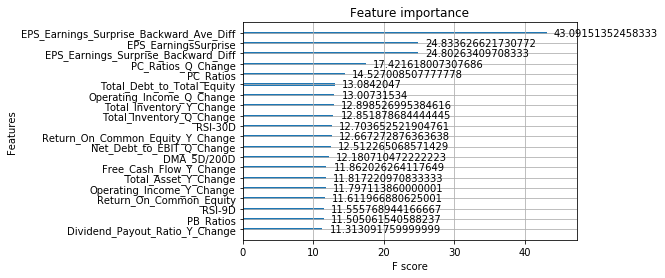 Feature importance
EPS_Earnings_Surprise_Backward_Ave_Diff 43.09151352458333
EPS_EarningsSurprise 24.833626621730772
EPS_Earnings_Surprise_Backward_Diff 24.80263409708333
PC_Ratios_Q_Change 17.421618007307686
PC_Ratios 14.527008507777778
Total_Debt_to_Total_Equity 13.0842047
Operating_Income_Q_Change 13.00731534
Total_Inventory_Y_Change 12.898526995384616
Total_Inventory_Q_Change 12.851878684444445
RSI-30D 12.703652521904761
Return_On_Common_Equity_Y_Change 12.667272876363638
Net_Debt_to_EBIT_Q_Change 12.512265068571429
DMA_5D/200D 12.180710472222223
Free_Cash_Flow_Y_Change 11.862026264117649
Total_Asset_Y_Change 11.817220970833333
Operating_Income_Y_Change 11.797113860000001
Return_On_Common_Equity 11.611966880625001
RSI-9D 11.555768944166667
PB_Ratios 11.505061540588237
Dividend_Payout_Ratio_Y_Change 11.313091759999999
Features
0 10 20 30 40
F score